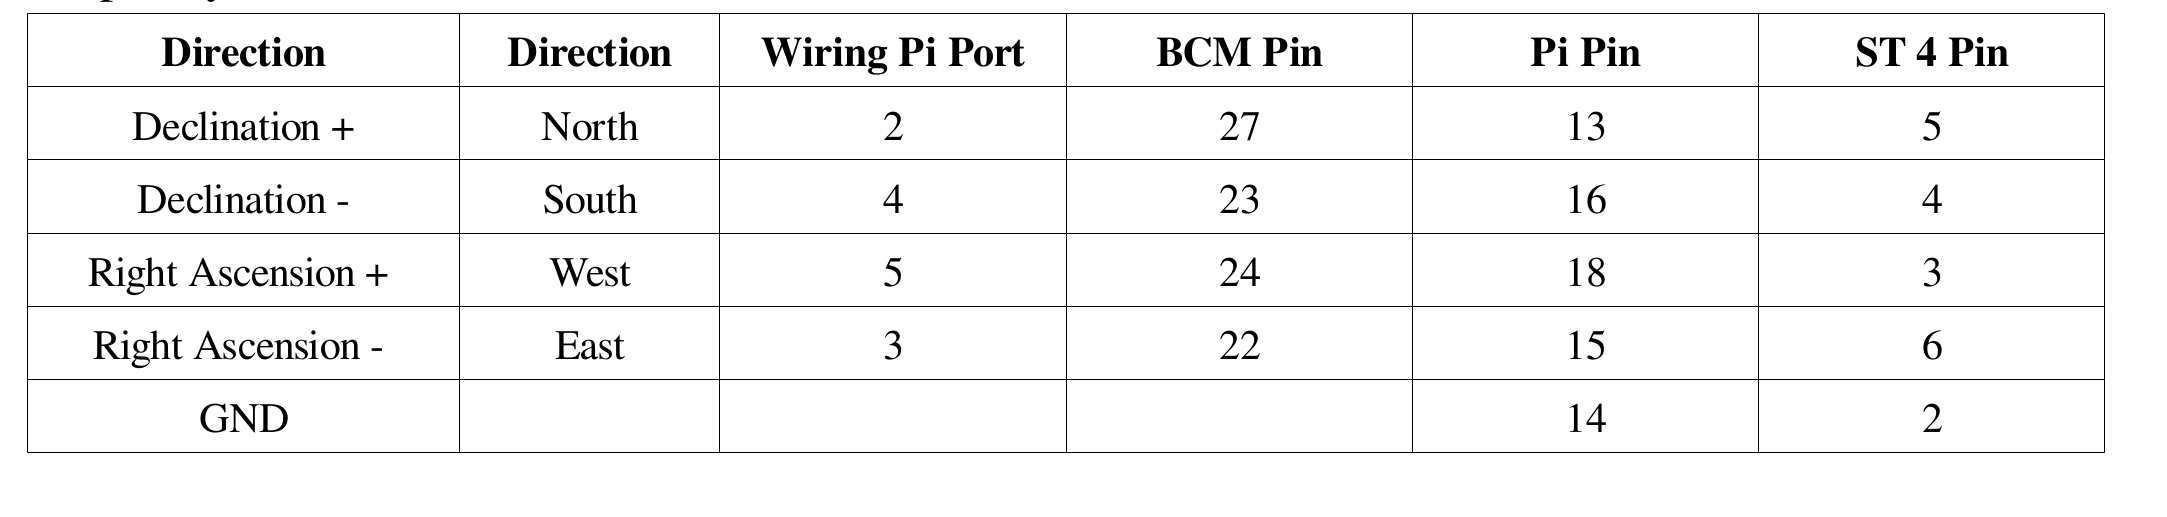 Direction Direction Wiring Pi Port BCM Pin Pi Pin ST 4 Pin
Declination + North 2 27 13 5
Declination - South 4 23 16 4
Right Ascension + West 5 24 18 3
Right Ascension - East 3 22 15 6
GND 14 2